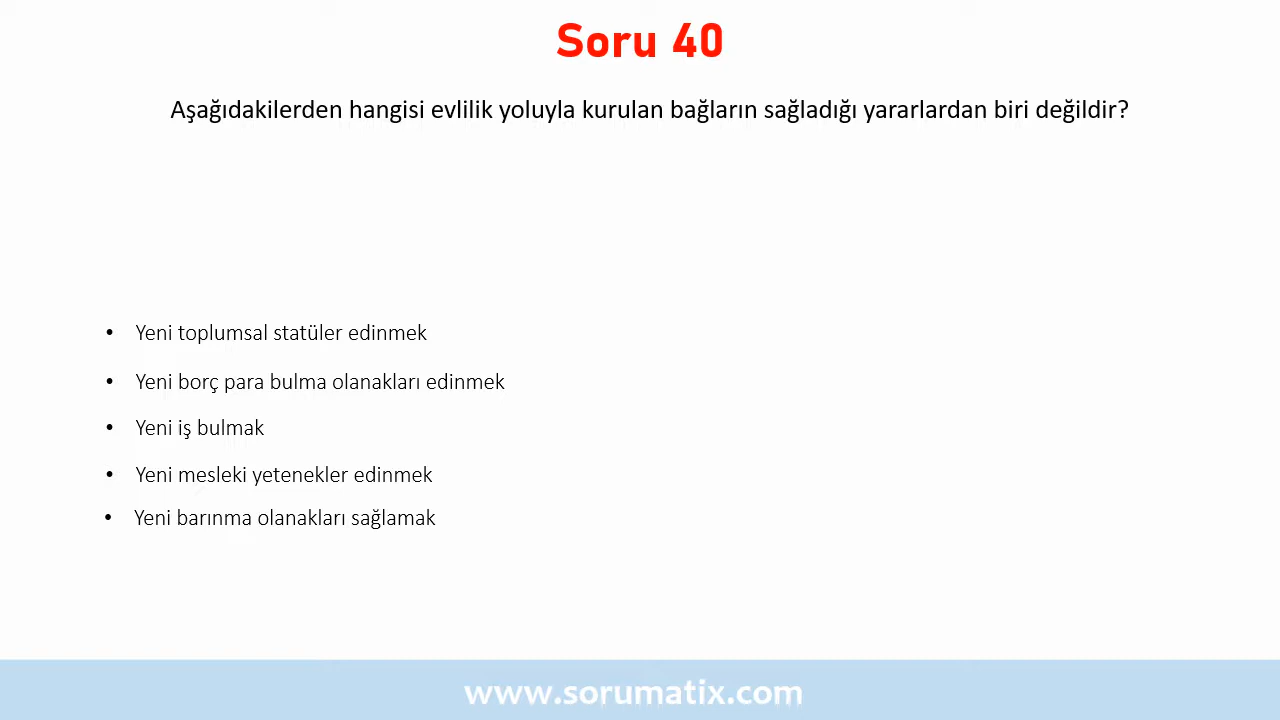 Soru 40
Aşağıdakilerden hangisi evlilik yoluyla kurulan bağların sağladığı yararlardan biri değildir?
• Yeni toplumsal statüler edinmek
• Yeni borç para bulma olanakları edinmek
• Yeni iş bulmak
• Yeni mesleki yetenekler edinmek
• Yeni barınma olanakları sağlamak
www.sorumatix.com